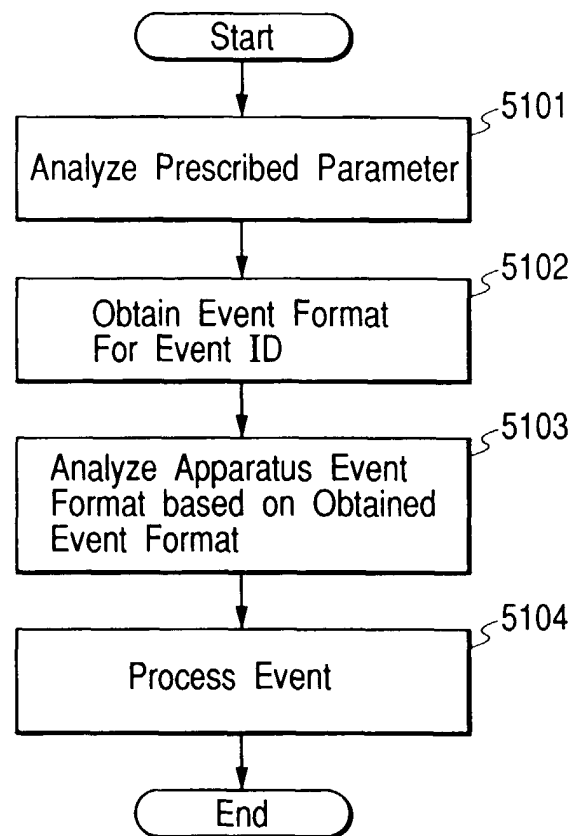 Start
5101
Analyze Prescribed Parameter
5102
Obtain Event Format
For Event ID
5103
Analyze Apparatus Event
Format based on Obtained
Event Format
5104
Process Event
End